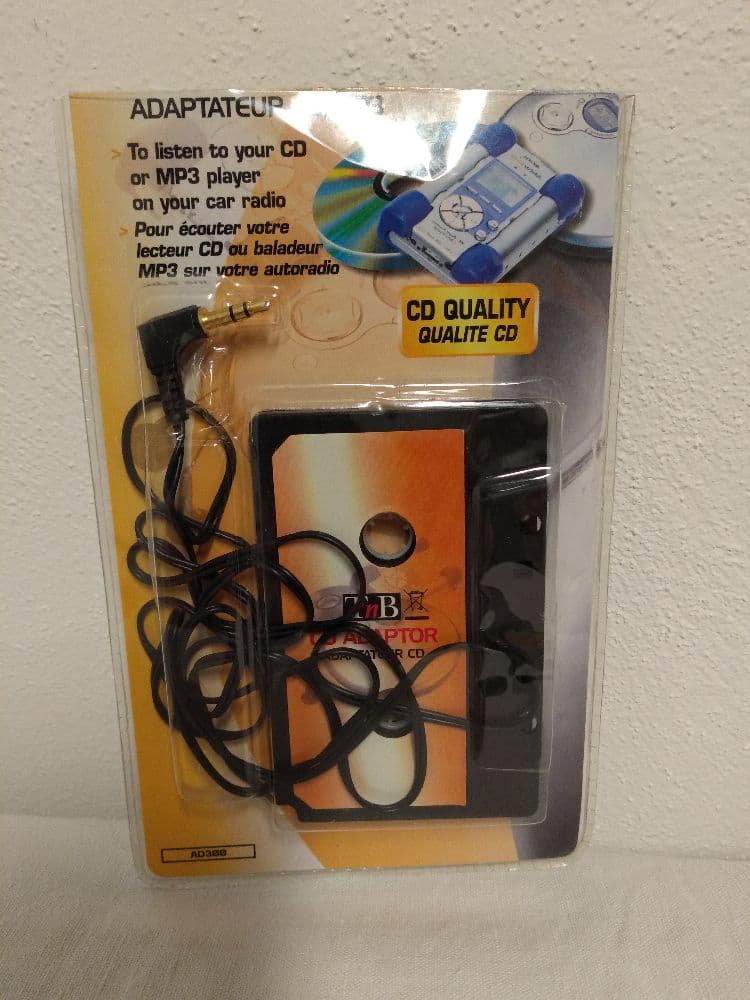 ADAPTATEUR
> To listen to your CD
or MP3 player
on your car radio
> Pour écouter votre
lecteur CD ou baladeur
MP3 sur votre autoradio
CD QUALITY
QUALITE CD
TnB
CD ADAPTOR
ADAPTATEUR CD
AD300